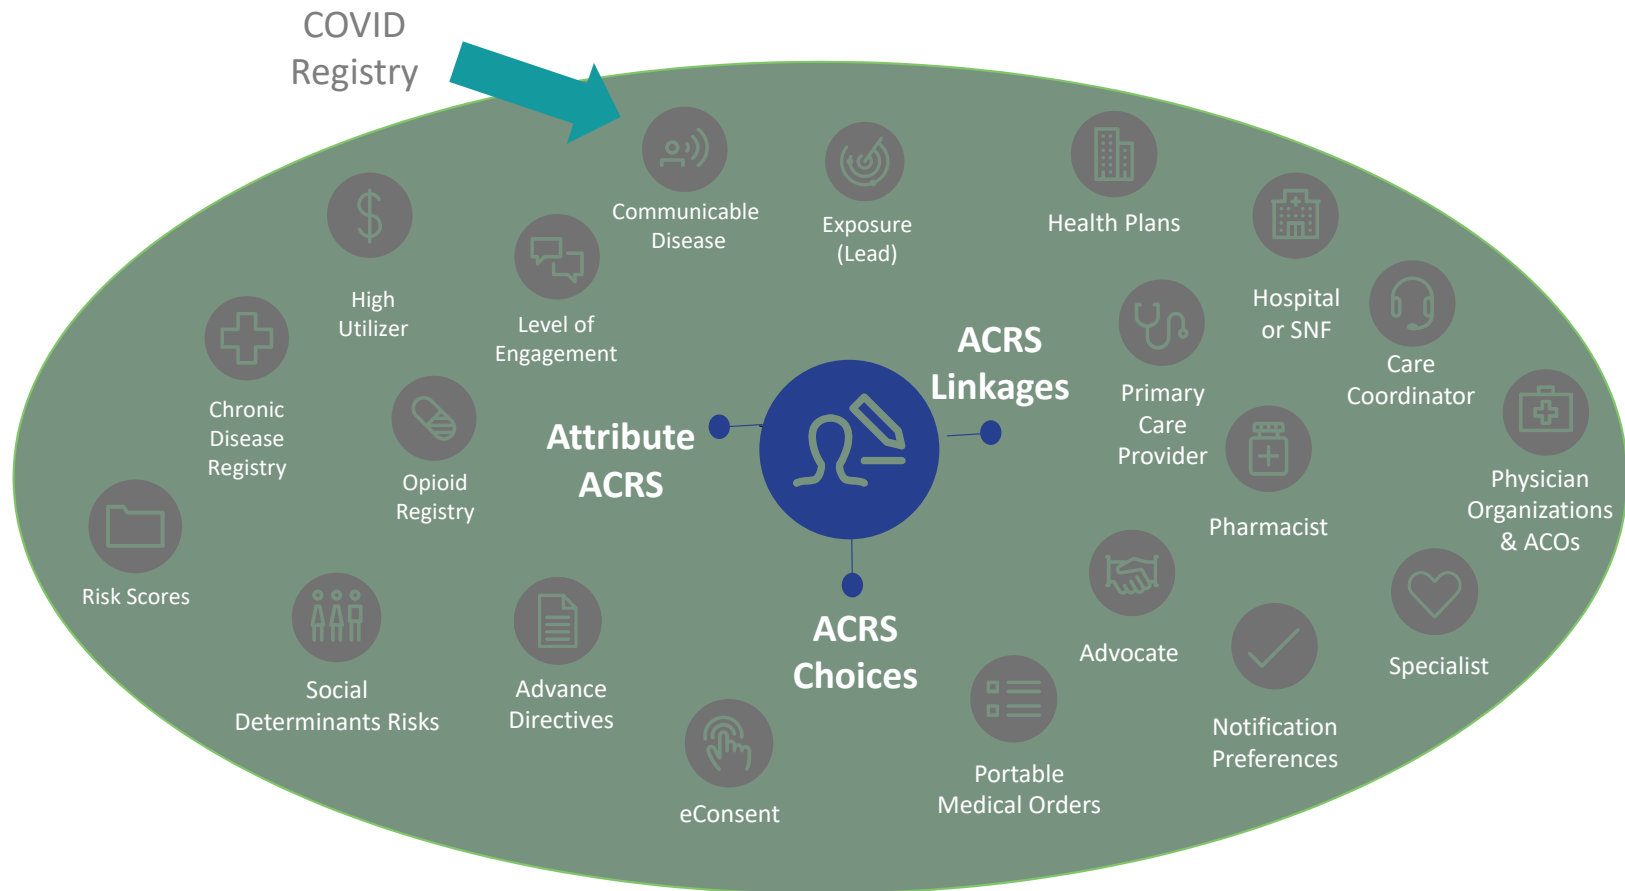 COVID
Registry
Communicable
Disease
Exposure
(Lead)
Health Plans
Hospital
or SNF
High
Utilizer
Level of
Engagement
Care
Coordinator
Chronic
Disease
Registry
Opioid
Registry
Attribute
ACRS
ACRS
Linkages
Primary
Care
Provider
Pharmacist
Physician
Organizations
& ACOs
Risk Scores
Social
Determinants Risks
Advance
Directives
eConsent
ACRS
Choices
Portable
Medical Orders
Advocate
Notification
Preferences
Specialist